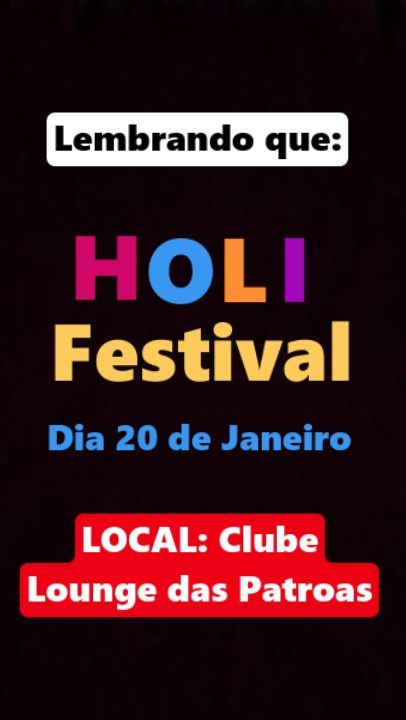 Lembrando que:
HOLI
Festival
Dia 20 de Janeiro
LOCAL: Clube
Lounge das Patroas